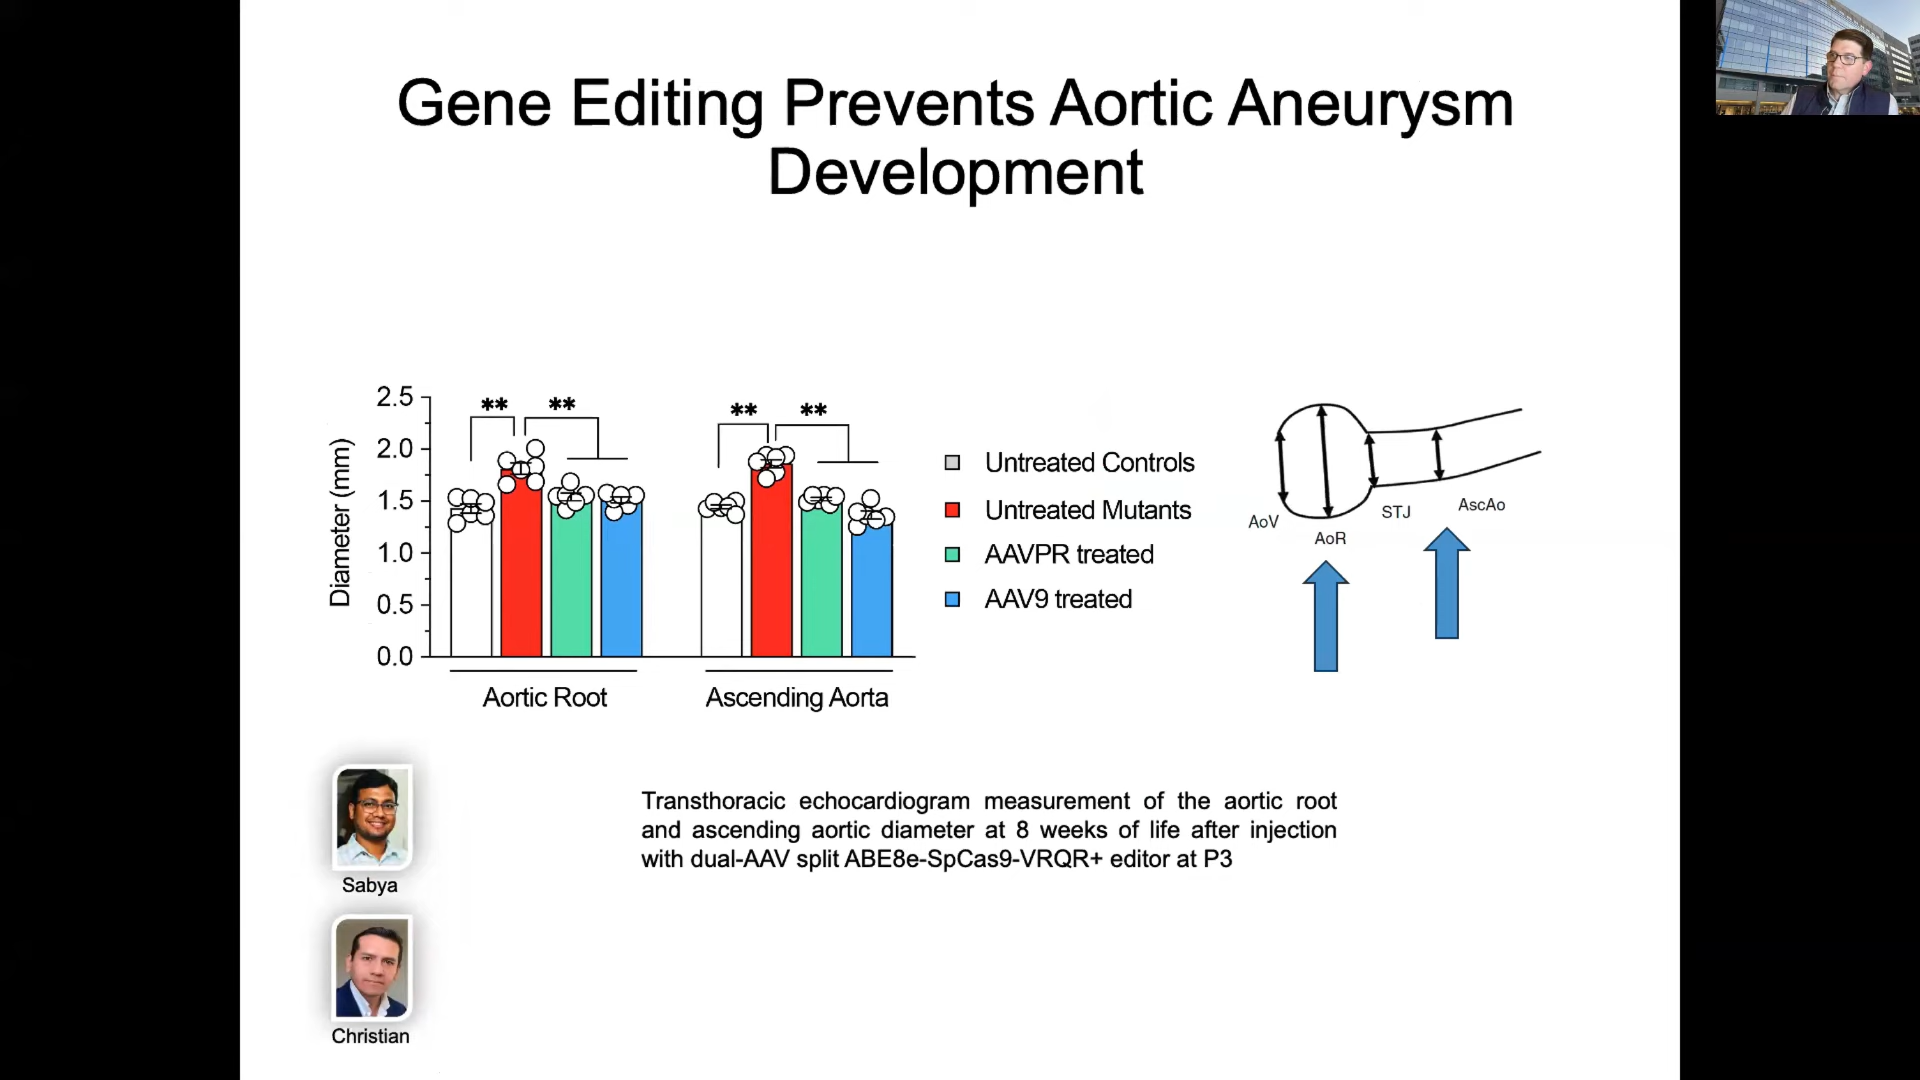 Gene Editing Prevents Aortic Aneurysm
Development
Diameter (mm)
2.5
2.0
1.5
1.0
0.5
0.0
** **
** **
Aortic Root
Ascending Aorta
Untreated Controls
Untreated Mutants
AAVPR treated
AAV9 treated
AoV
AoR
STJ
AscAo
Transthoracic echocardiogram measurement of the aortic root
and ascending aortic diameter at 8 weeks of life after injection
with dual-AAV split ABE8e-SpCas9-VRQR+ editor at P3
Sabya
Christian